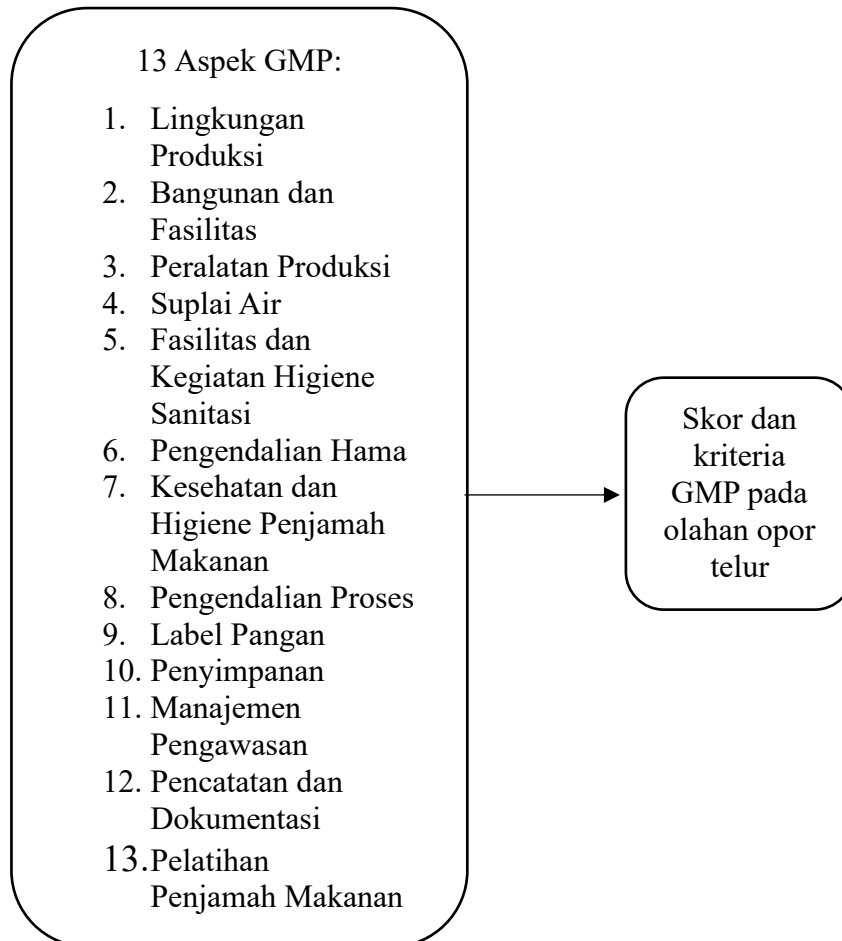 13 Aspek GMP:
1. Lingkungan
Produksi
2. Bangunan dan
Fasilitas
3. Peralatan Produksi
4. Suplai Air
5. Fasilitas dan
Kegiatan Higiene
Sanitasi
6. Pengendalian Hama
7. Kesehatan dan
Higiene Penjamah
Makanan
8. Pengendalian Proses
9. Label Pangan
10. Penyimpanan
11. Manajemen
Pengawasan
12. Pencatatan dan
Dokumentasi
13. Pelatihan
Penjamah Makanan
Skor dan
kriteria
GMP pada
olahan opor
telur